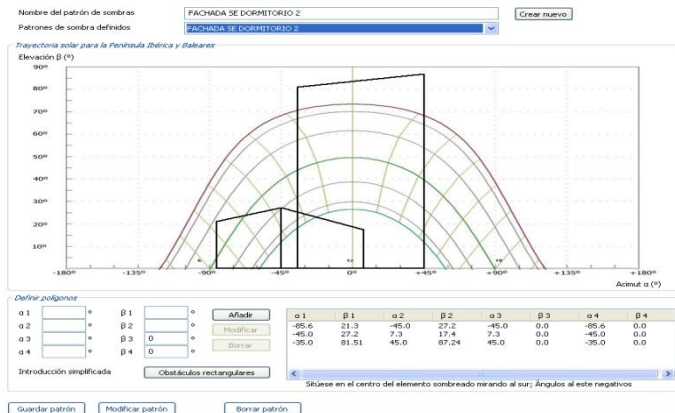 Nombre del patrón de sombras FACHADA SE DORMITORIO 2 Crear nuevo
Patrones de sombra definidos FACHADA SE DORMITORIO 2
Trayectoria solar para la Península Ibérica y Baleares
Elevación β (º)
90º
80º
70º
60º
50º
40º
30º
20º
10º
6 12 18
-180º -135º -90º -45º 0º +45º +90º +135º +180º
Acimut α (º)
Definir polígonos
α 1 º β 1 º Añadir
α 2 º β 2 º Modificar
α 3 º β 3 0 º Borrar
α 4 º β 4 0 º
α 1 β 1 α 2 β 2 α 3 β 3 α 4 β 4
-85.6 21.3 -45.0 27.2 -45.0 0.0 -85.6 0.0
-45.0 27.2 7.3 17.4 7.3 0.0 -45.0 0.0
-35.0 81.51 45.0 87.24 45.0 0.0 -35.0 0.0
Introducción simplificada Obstáculos rectangulares
Sitúese en el centro del elemento sombreado mirando al sur; Ángulos al este negativos
Guardar patrón Modificar patrón Borrar patrón